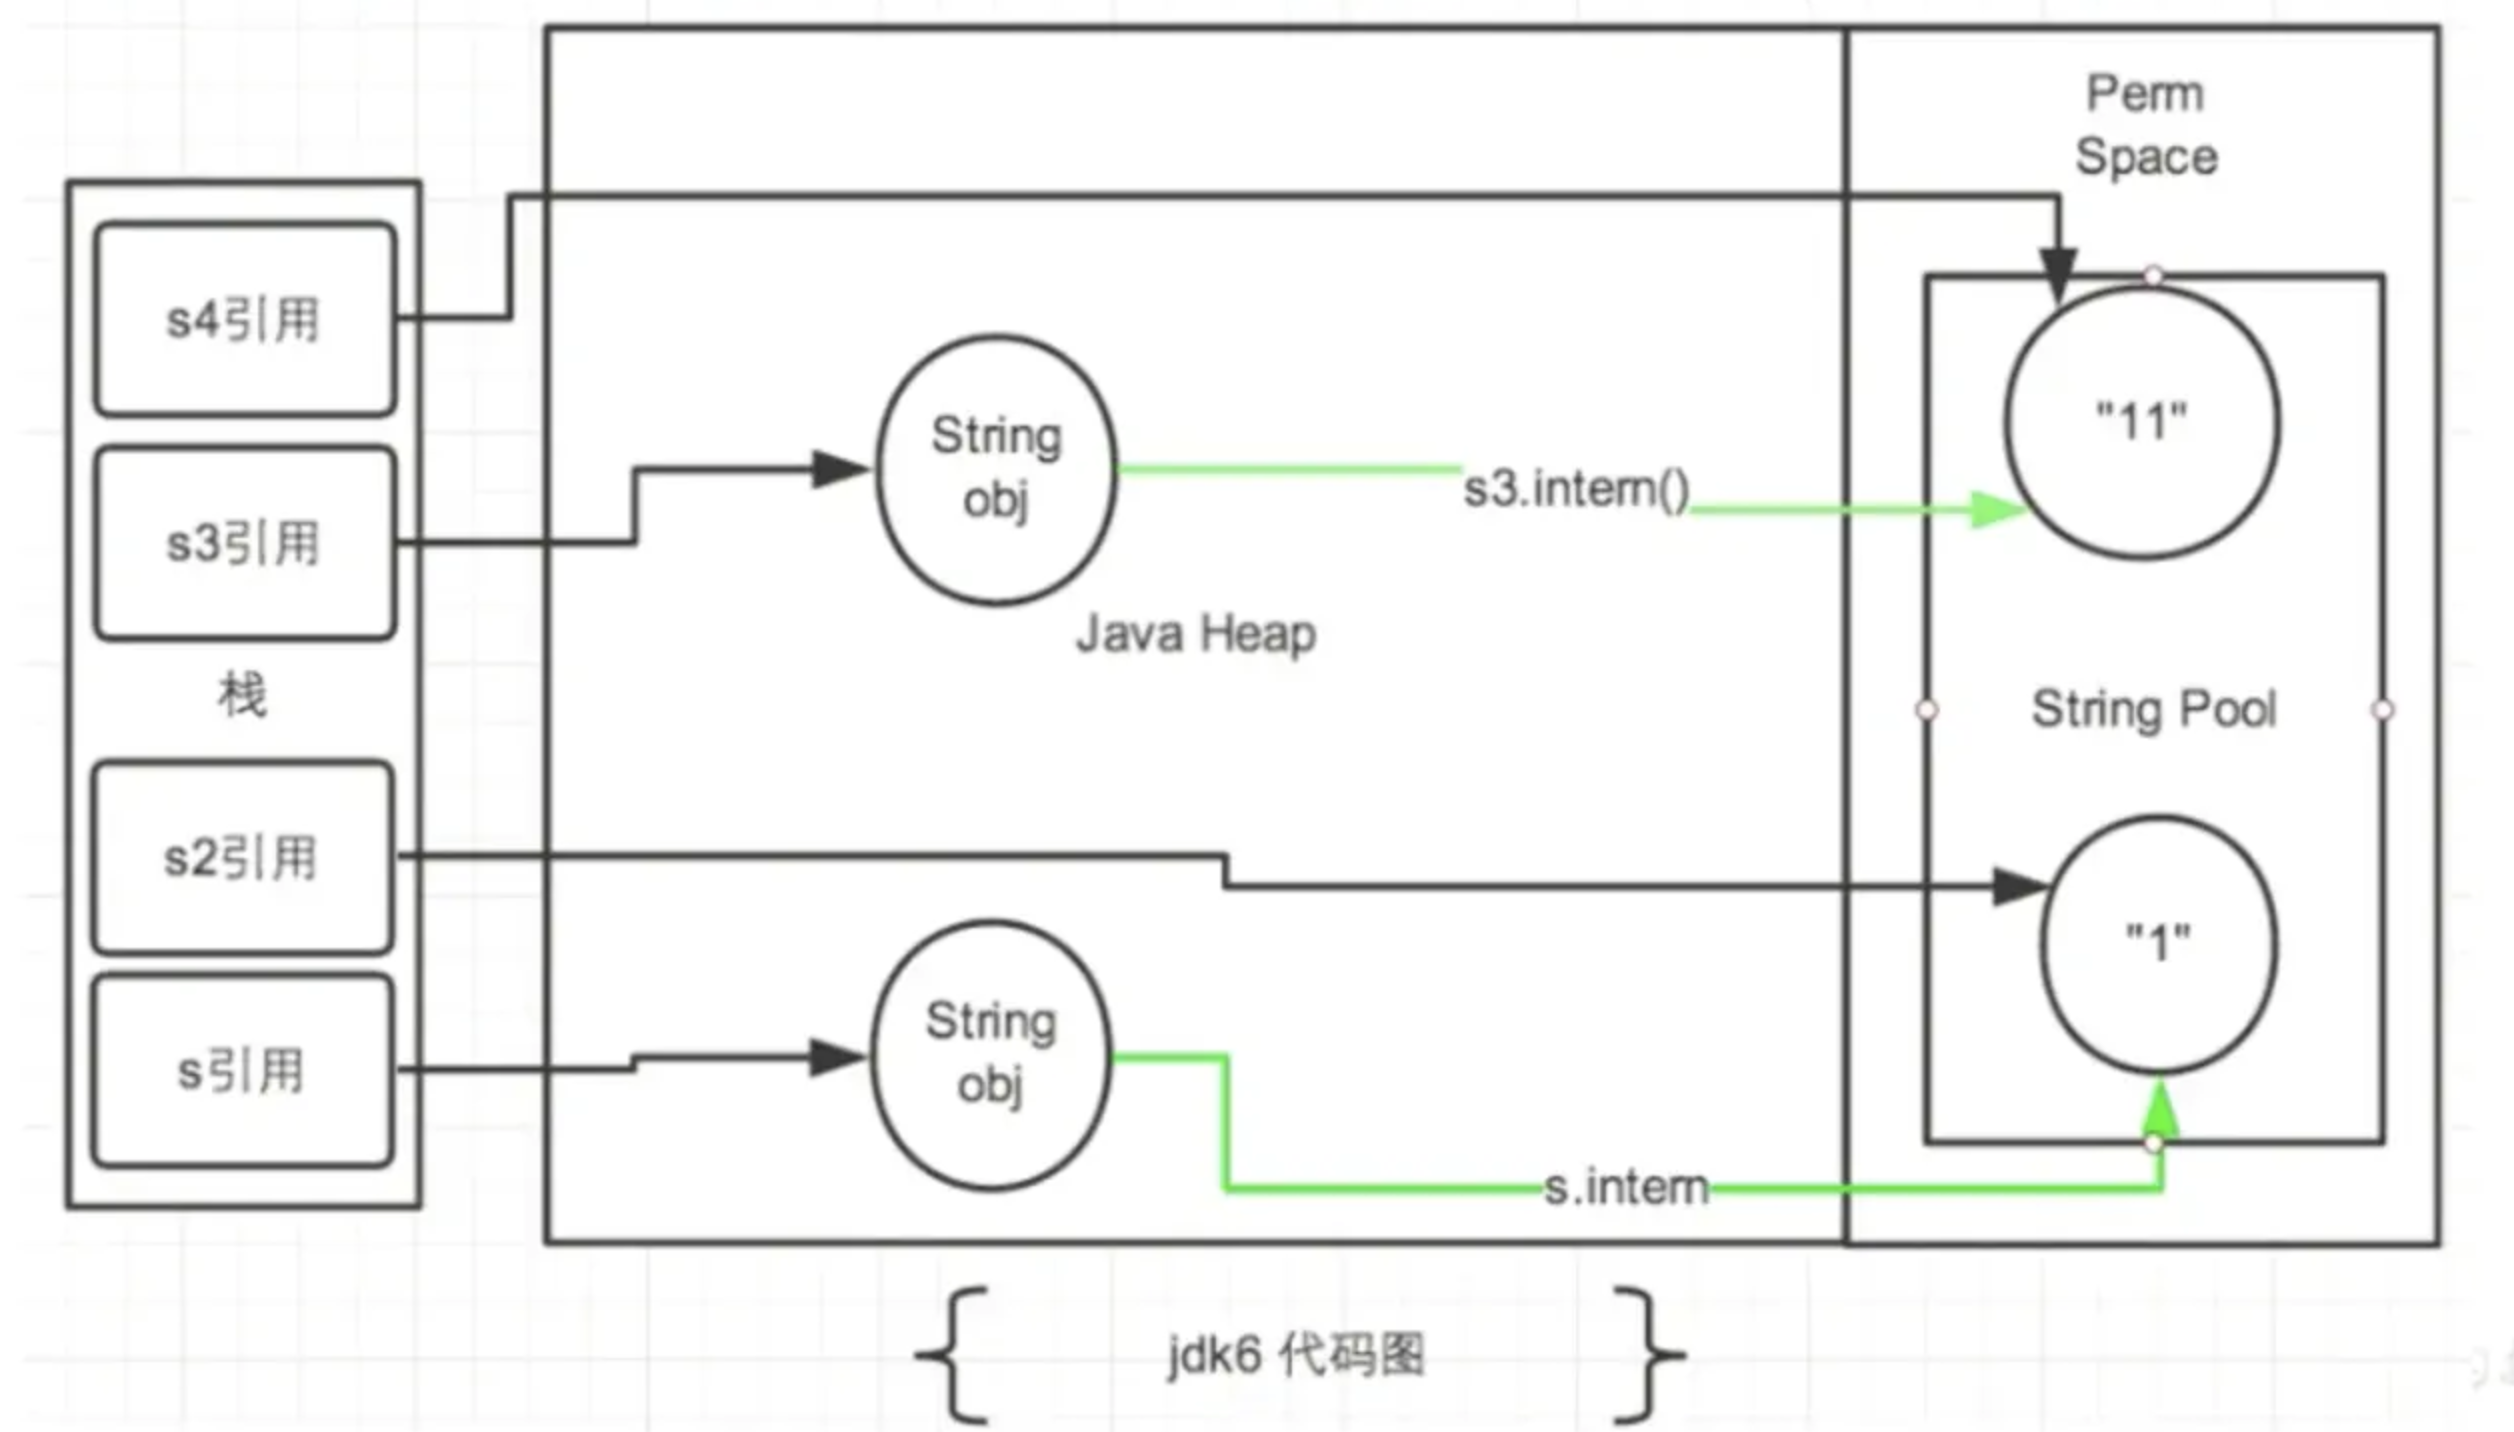 Perm
Space
s4引用
"11"
String
obj
s3.intern()
s3引用
Java Heap
栈
String Pool
s2引用
"1"
String
obj
s引用
s.intern
jdk6 代码图